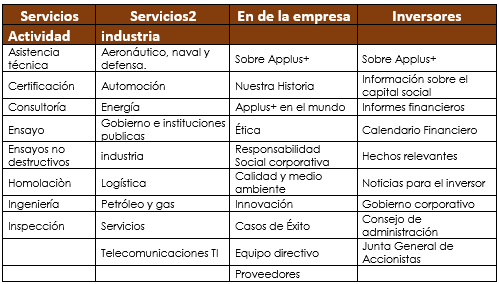 Servicios Servicios2 En de la empresa Inversores
Actividad industria
Asistencia técnica Aeronáutico, naval y defensa. Sobre Applus+ Sobre Applus+
Certificación Automoción Nuestra Historia Información sobre el capital social
Consultoría Energía Applus+ en el mundo Informes financieros
Ensayo Gobierno e instituciones publicas Ética Calendario Financiero
Ensayos no destructivos industria Responsabilidad Social corporativa Hechos relevantes
Homalaciòn Logística Calidad y medio ambiente Noticias para el inversor
Ingeniería Petróleo y gas Innovación Gobierno corporativo
Inspección Servicios Casos de Éxito Consejo de administración
Telecomunicaciones TI Equipo directivo Junta General de Accionistas
Proveedores